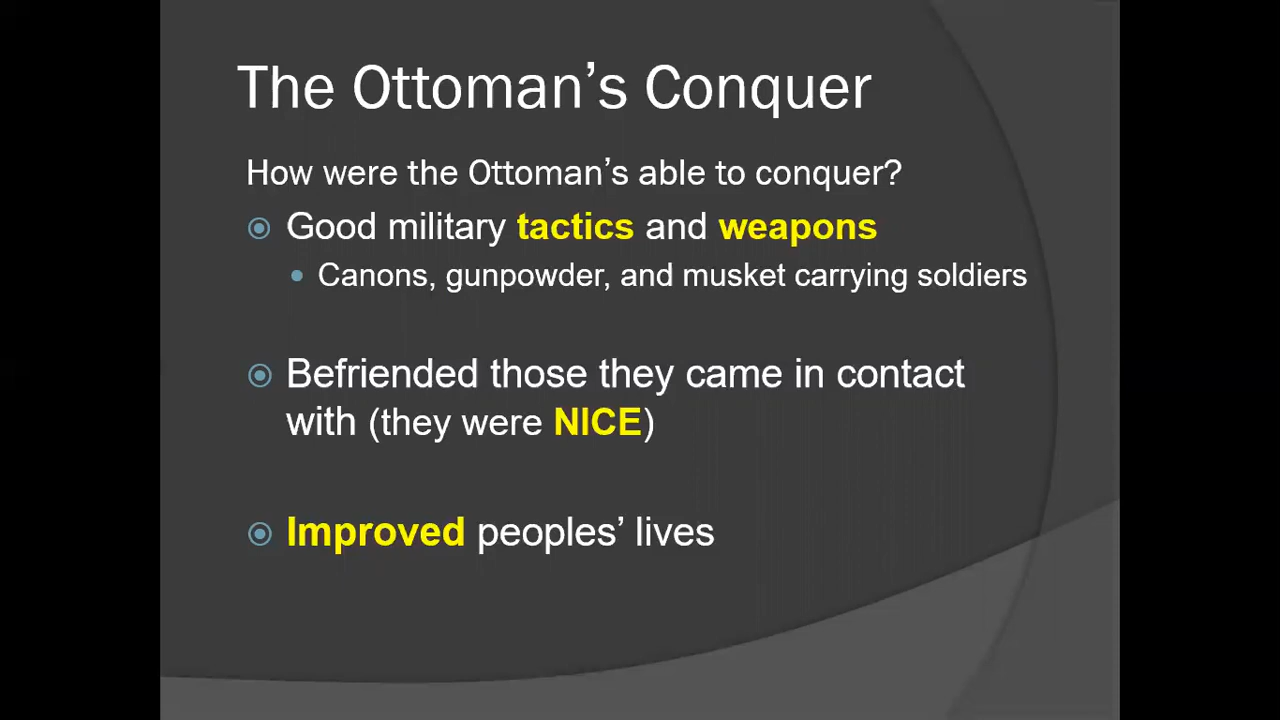 The Ottoman’s Conquer
How were the Ottoman’s able to conquer?
Good military tactics and weapons
Canons, gunpowder, and musket carrying soldiers
Befriended those they came in contact
with (they were NICE)
Improved peoples’ lives